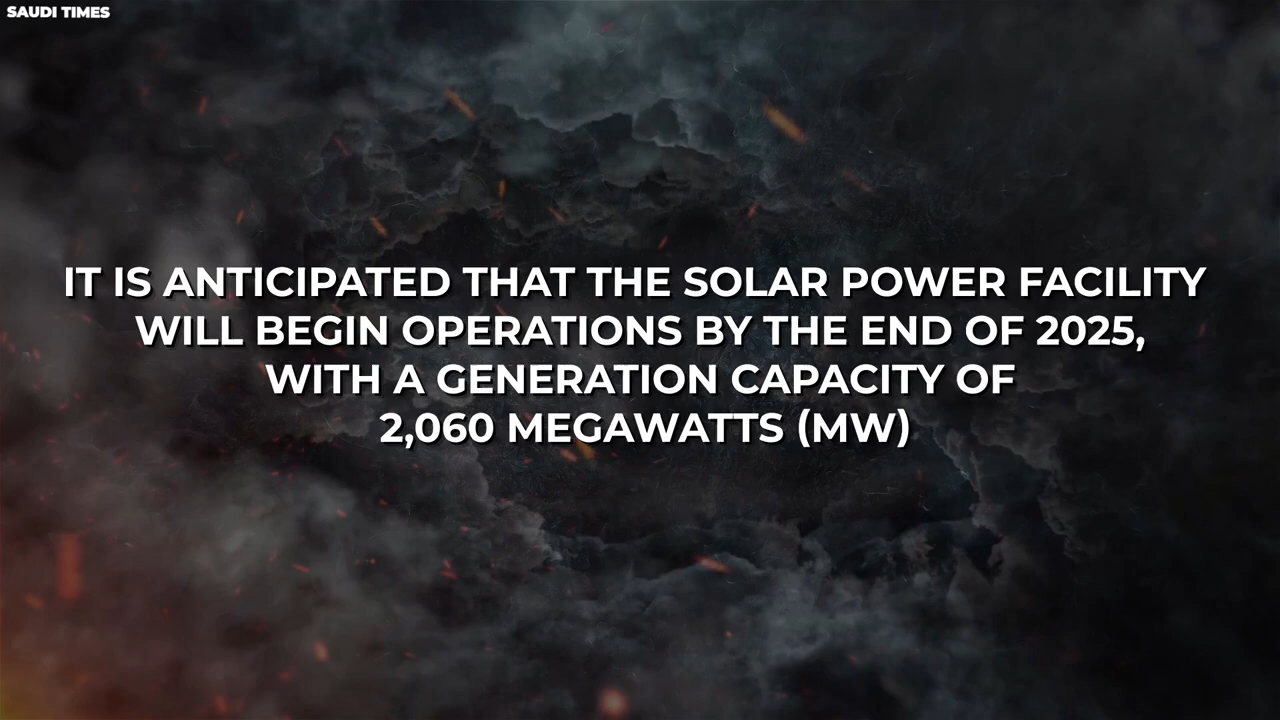 SAUDI TIMES
IT IS ANTICIPATED THAT THE SOLAR POWER FACILITY
WILL BEGIN OPERATIONS BY THE END OF 2025,
WITH A GENERATION CAPACITY OF
2,060 MEGAWATTS (MW)